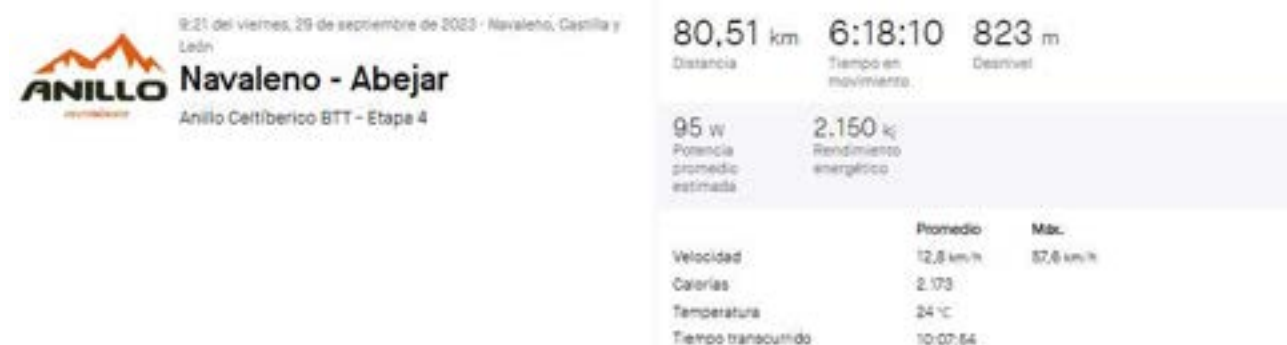 9:21 del viernes, 29 de septiembre de 2023 · Navaleno, Castilla y
León
Navaleno - Abejar
Anillo Celtíberico BTT - Etapa 4
ANILLO
80,51 km 6:18:10 823 m
Distancia Tiempo en Desnivel
movimiento
95 W 2.150 kj
Potencia Rendimiento
promedio energético
estimada
Promedio Máx.
Velocidad 12,8 km/h 57,6 km/h
Calorías 2.173
Temperatura 24 °C
Tiempo transcurrido 10:07:54